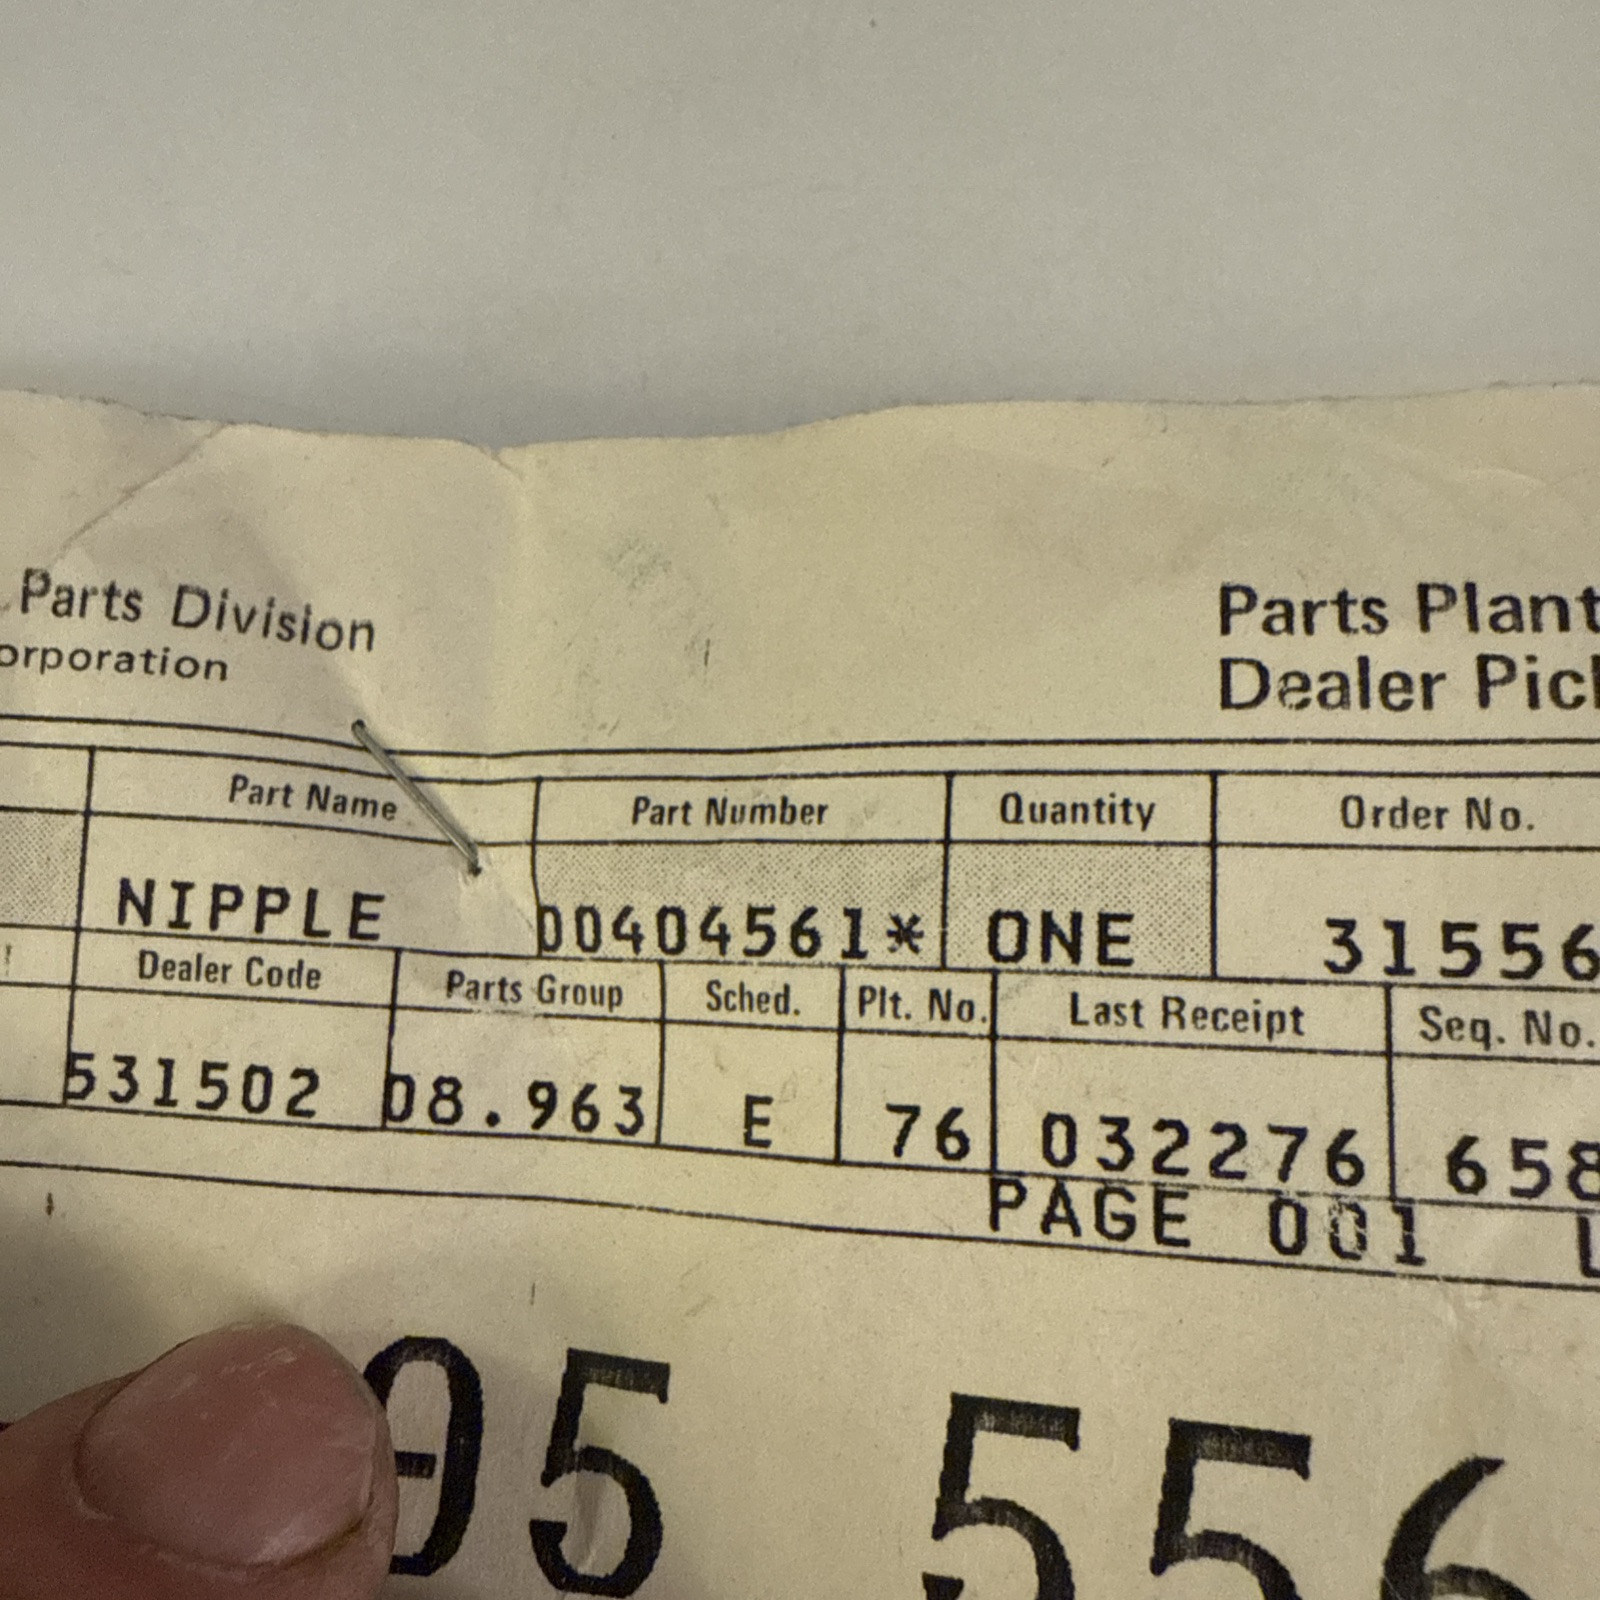 Parts Division
orporation
Parts Plant
Dealer Pick
Part Name Part Number Quantity Order No.
NIPPLE 00404561* ONE 31556
Dealer Code Parts Group Sched. Plt. No. Last Receipt Seq. No.
531502 08.963 E 76 032276 658
PAGE 001 L
05 556